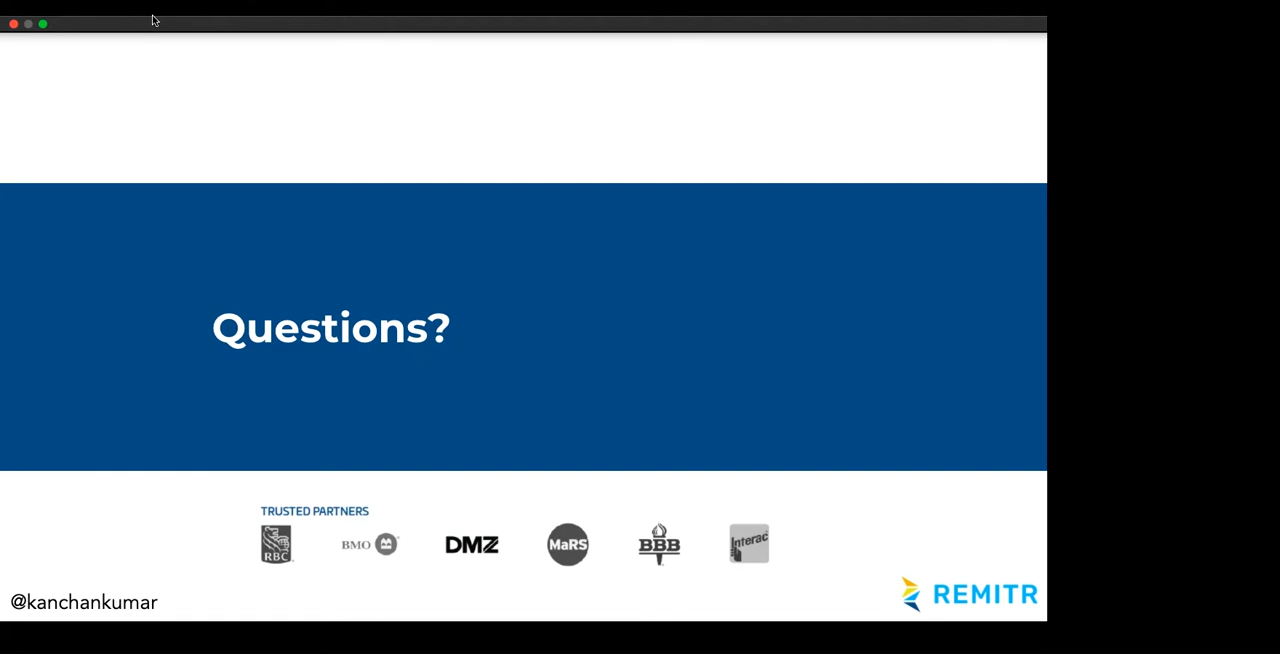 Questions?
TRUSTED PARTNERS
RBC
BMO
DMZ
MaRS
BBB
Interac
@kanchankumar
REMITR